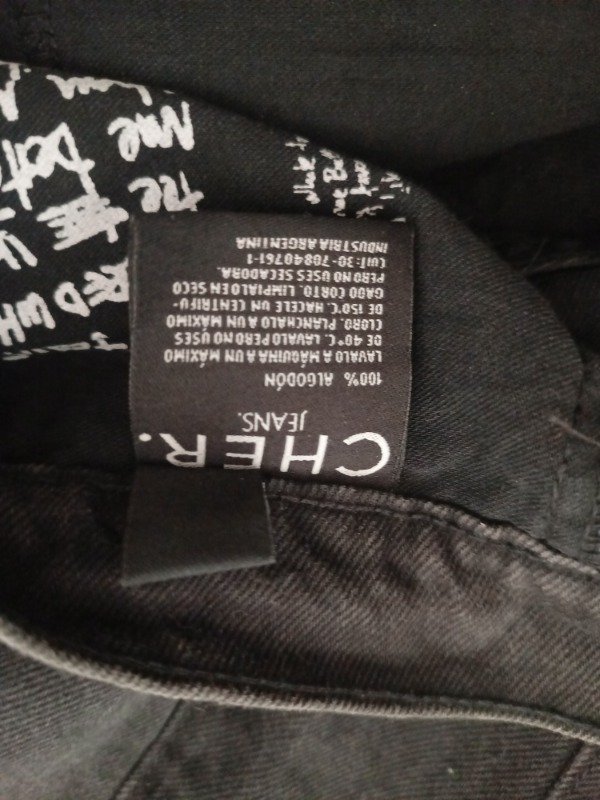 CHER.
JEANS.
100% ALGODÓN
LAVALO A MÁQUINA A UN MÁXIMO
DE 40°C. LAVALO PERO NO USES
CLORO. PLANCHALO A UN MÁXIMO
DE 150°C. HACELE UN CENTRIFU-
GADO CORTO. LIMPIALO EN SECO
PERO NO USES SECADORA.
CUIT: 30-70840761-1
INDUSTRIA ARGENTINA